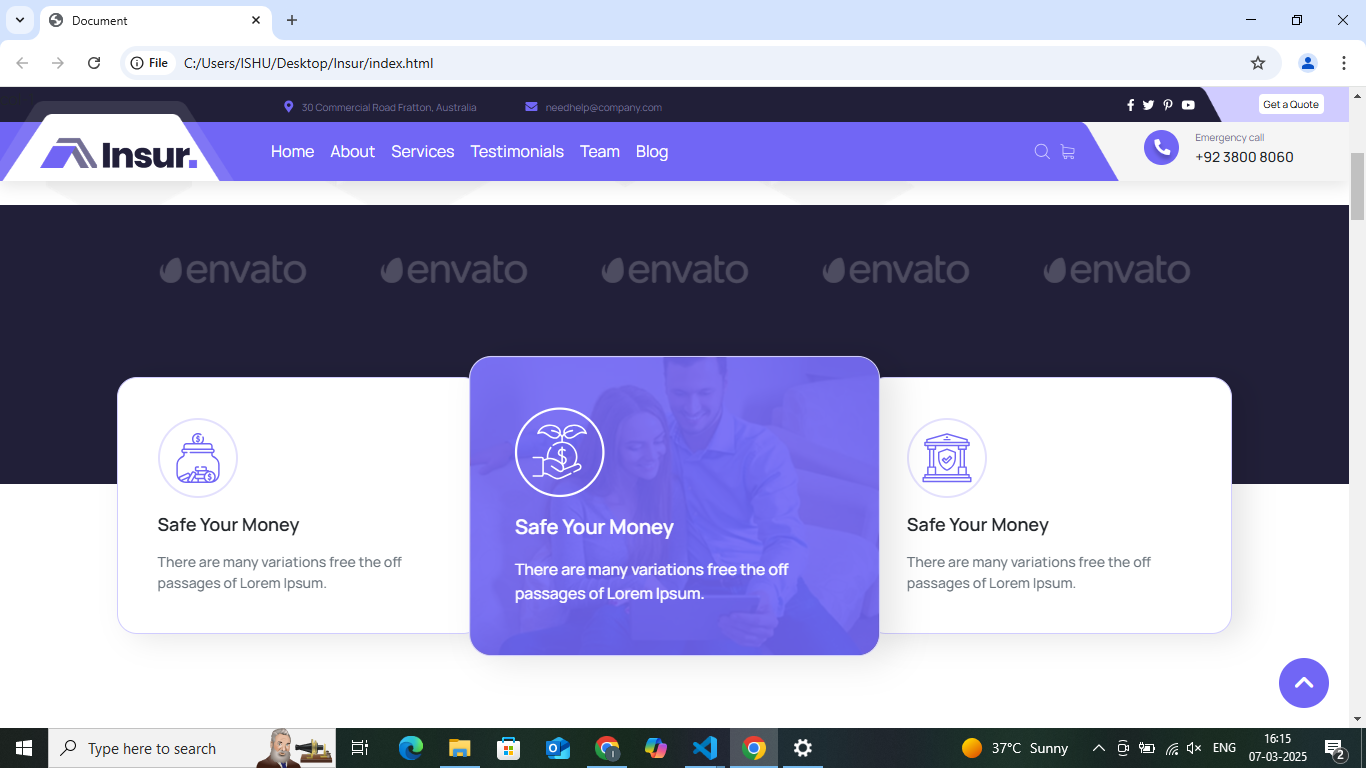 Document
File
C:/Users/ISHU/Desktop/Insur/index.html
30 Commercial Road Fratton, Australia
needhelp@company.com
Get a Quote
Insur.
Home
About
Services
Testimonials
Team
Blog
Emergency call
+92 3800 8060
envato
envato
envato
envato
envato
Safe Your Money
There are many variations free the off
passages of Lorem Ipsum.
Safe Your Money
There are many variations free the off
passages of Lorem Ipsum.
Safe Your Money
There are many variations free the off
passages of Lorem Ipsum.
Type here to search
37°C Sunny
ENG
16:15
07-03-2025
2